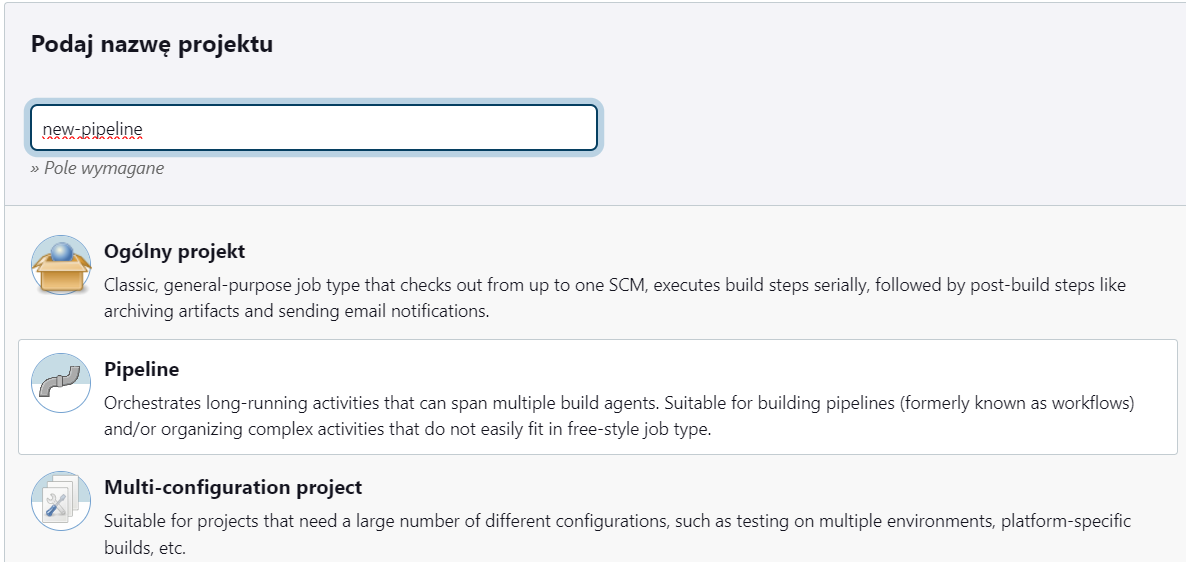 Podaj nazwę projektu
new-pipeline
» Pole wymagane
Ogólny projekt
Classic, general-purpose job type that checks out from up to one SCM, executes build steps serially, followed by post-build steps like
archiving artifacts and sending email notifications.
Pipeline
Orchestrates long-running activities that can span multiple build agents. Suitable for building pipelines (formerly known as workflows)
and/or organizing complex activities that do not easily fit in free-style job type.
Multi-configuration project
Suitable for projects that need a large number of different configurations, such as testing on multiple environments, platform-specific
builds, etc.